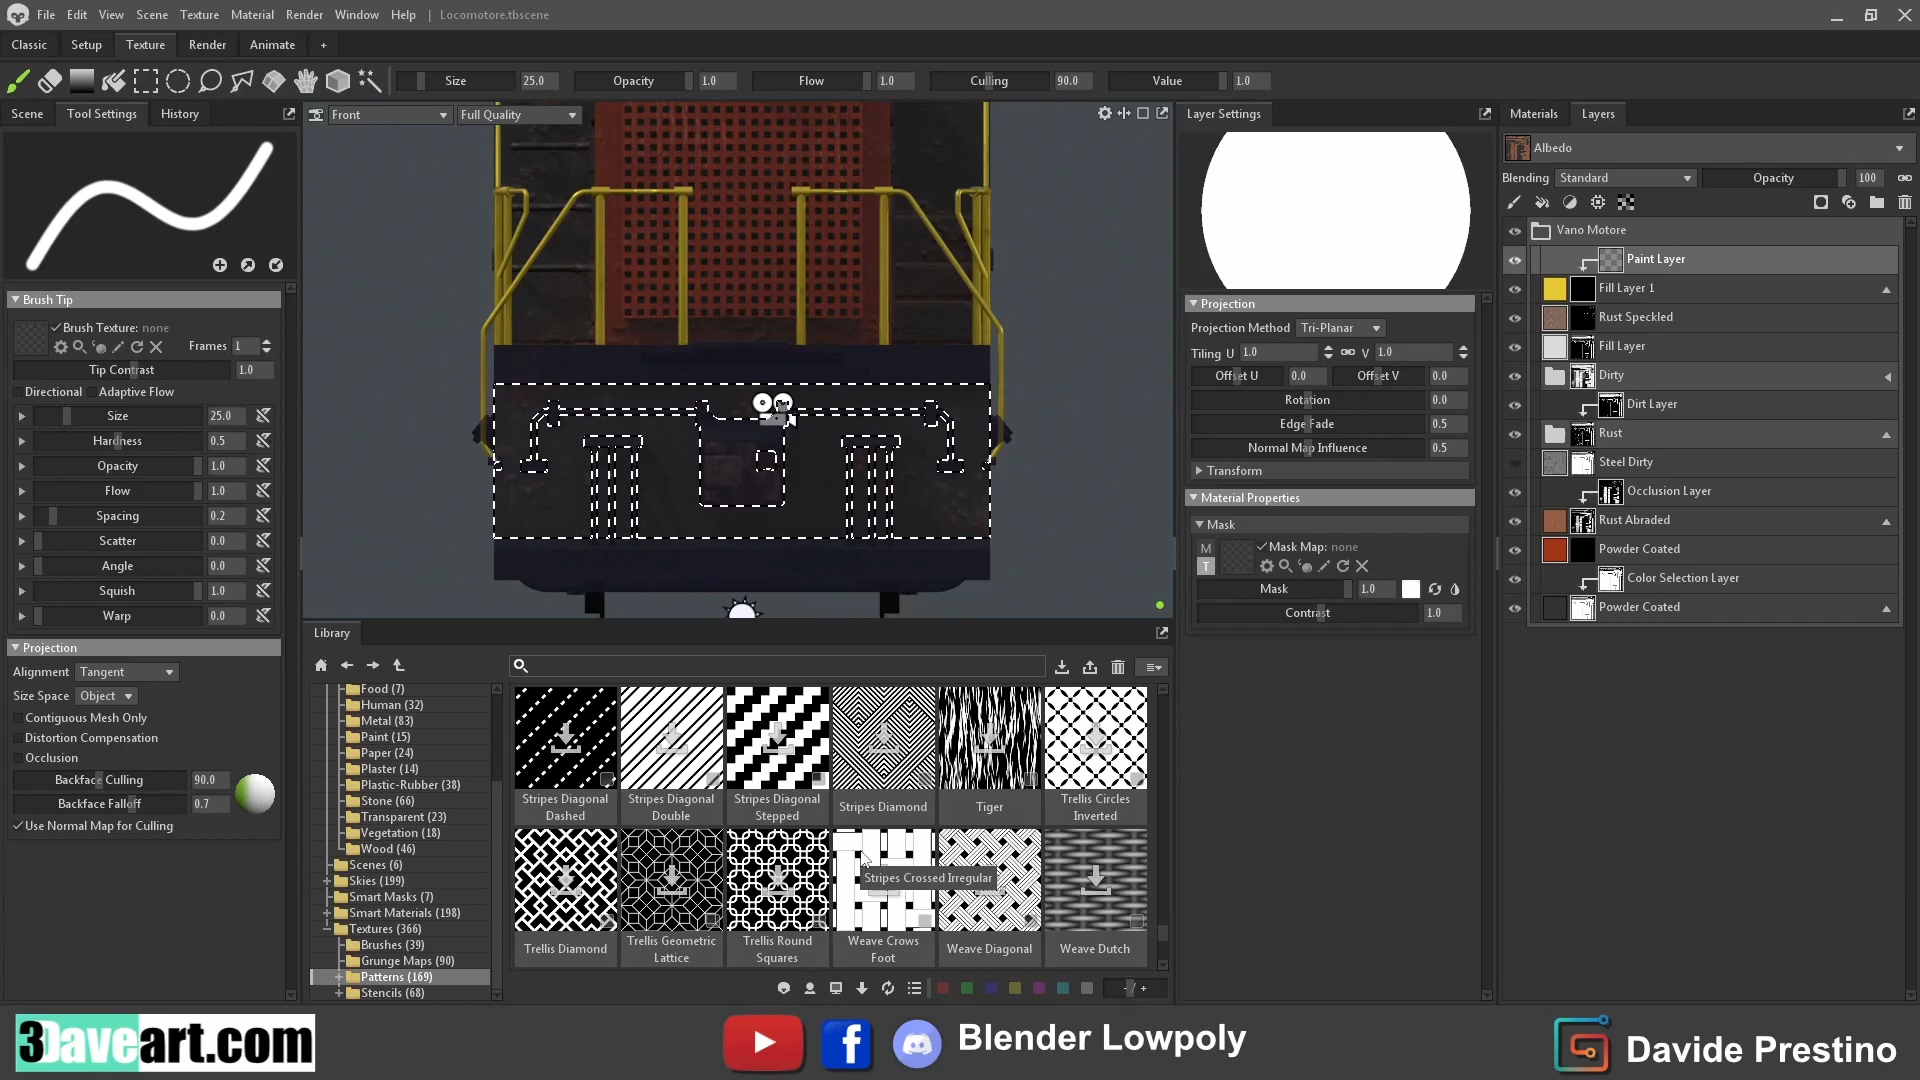 File Edit View Scene Texture Material Render Window Help | Locomotore.tbscene
Classic Setup Texture Render Animate +
Size 25.0 Opacity 1.0 Flow 1.0 Culling 90.0 Value 1.0
Scene Tool Settings History
Brush Tip
Brush Texture: none
Frames 1
Tip Contrast 1.0
Directional Adaptive Flow
Size 25.0
Hardness 0.5
Opacity 1.0
Flow 1.0
Spacing 0.2
Scatter 0.0
Angle 0.0
Squish 1.0
Warp 0.0
Projection
Alignment Tangent
Size Space Object
Contiguous Mesh Only
Distortion Compensation
Occlusion
Backface Culling 90.0
Backface Falloff 0.7
Use Normal Map for Culling
Front Full Quality
Library
Food (7)
Human (32)
Metal (83)
Paint (15)
Paper (24)
Plaster (14)
Plastic-Rubber (38)
Stone (66)
Transparent (23)
Vegetation (18)
Wood (46)
Scenes (6)
Skies (199)
Smart Masks (7)
Smart Materials (198)
Textures (366)
Brushes (39)
Grunge Maps (90)
Patterns (169)
Stencils (68)
Stripes Diagonal Dashed
Stripes Diagonal Double
Stripes Diagonal Stepped
Stripes Diamond
Tiger
Trellis Circles Inverted
Stripes Crossed Irregular
Trellis Diamond
Trellis Geometric Lattice
Trellis Round Squares
Weave Crows Foot
Weave Diagonal
Weave Dutch
- / +
Layer Settings
Projection
Projection Method Tri-Planar
Tiling U 1.0 V 1.0
Offset U 0.0 Offset V 0.0
Rotation 0.0
Edge Fade 0.5
Normal Map Influence 0.5
Transform
Material Properties
Mask
M
T
Mask Map: none
Mask 1.0
Contrast 1.0
Materials Layers
Albedo
Blending Standard Opacity 100
Vano Motore
Paint Layer
Fill Layer 1
Rust Speckled
Fill Layer
Dirty
Dirt Layer
Rust
Steel Dirty
Occlusion Layer
Rust Abraded
Powder Coated
Color Selection Layer
Powder Coated
3Daveart.com
Blender Lowpoly
Davide Prestino